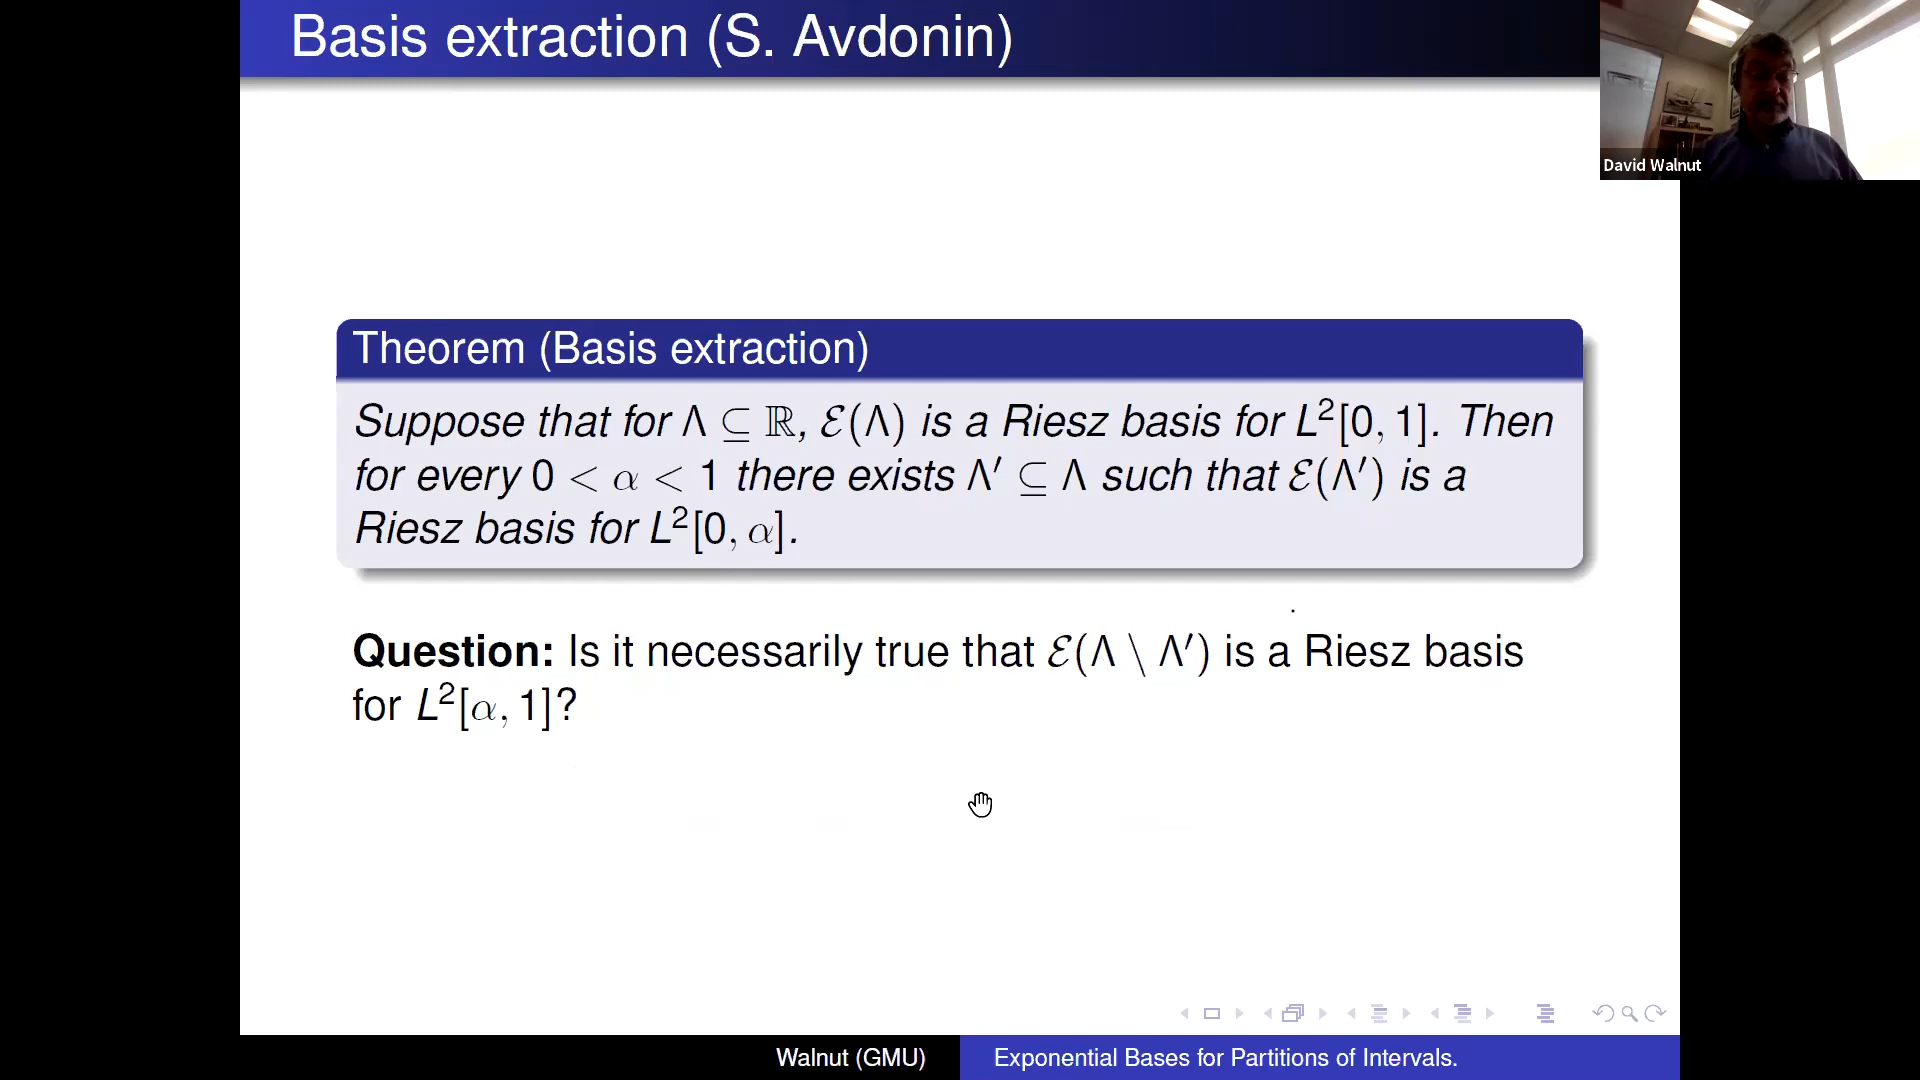 Basis extraction (S. Avdonin)
David Walnut
Theorem (Basis extraction)
Suppose that for Λ ⊆ ℝ, ℰ(Λ) is a Riesz basis for L²[0, 1]. Then
for every 0 < α < 1 there exists Λ′ ⊆ Λ such that ℰ(Λ′) is a
Riesz basis for L²[0, α].
Question: Is it necessarily true that ℰ(Λ \ Λ′) is a Riesz basis
for L²[α, 1]?
Walnut (GMU)
Exponential Bases for Partitions of Intervals.